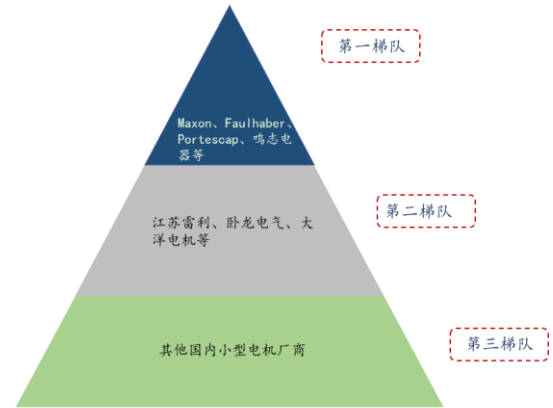 第一梯队
Maxon、Faulhaber、
Portescap、鸣志电
器等
第二梯队
江苏雷利、卧龙电气、大
洋电机等
第三梯队
其他国内小型电机厂商